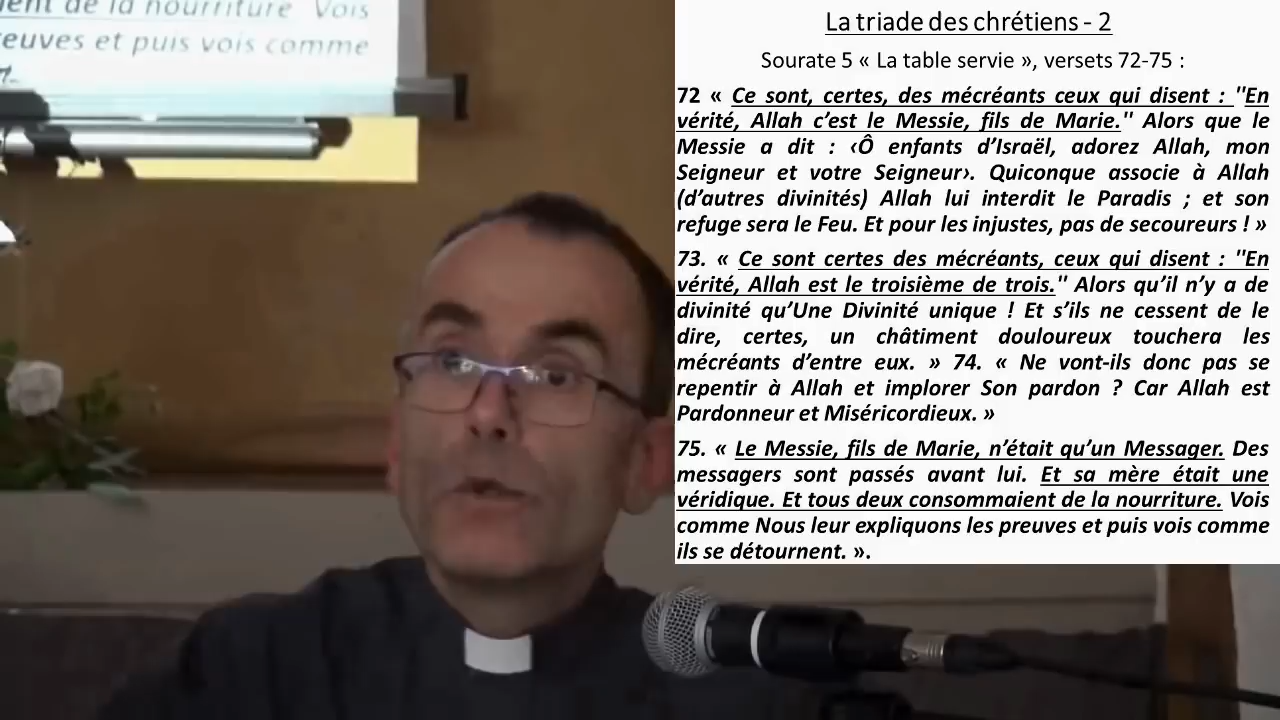 ent de la nourriture Vois
reuves et puis vois comme
La triade des chrétiens - 2
Sourate 5 « La table servie », versets 72-75 :
72 « Ce sont, certes, des mécréants ceux qui disent : "En
vérité, Allah c’est le Messie, fils de Marie." Alors que le
Messie a dit : ‹Ô enfants d’Israël, adorez Allah, mon
Seigneur et votre Seigneur›. Quiconque associe à Allah
(d’autres divinités) Allah lui interdit le Paradis ; et son
refuge sera le Feu. Et pour les injustes, pas de secoureurs ! »
73. « Ce sont certes des mécréants, ceux qui disent : "En
vérité, Allah est le troisième de trois." Alors qu’il n’y a de
divinité qu’Une Divinité unique ! Et s’ils ne cessent de le
dire, certes, un châtiment douloureux touchera les
mécréants d’entre eux. » 74. « Ne vont-ils donc pas se
repentir à Allah et implorer Son pardon ? Car Allah est
Pardonneur et Miséricordieux. »
75. « Le Messie, fils de Marie, n’était qu’un Messager. Des
messagers sont passés avant lui. Et sa mère était une
véridique. Et tous deux consommaient de la nourriture. Vois
comme Nous leur expliquons les preuves et puis vois comme
ils se détournent. ».